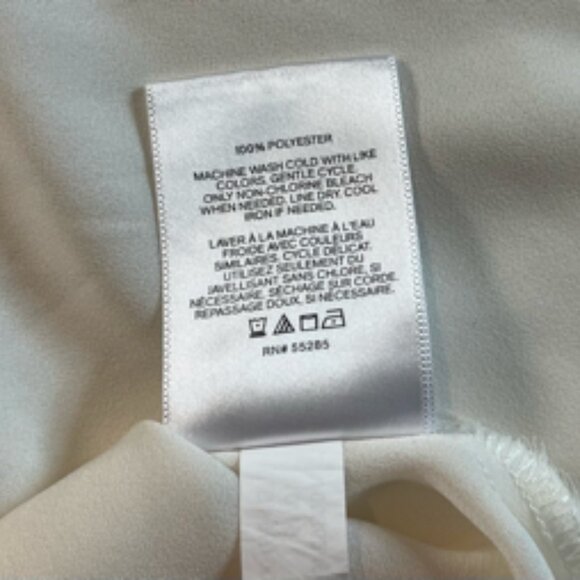 100% POLYESTER
MACHINE WASH COLD WITH LIKE
COLORS, GENTLE CYCLE.
ONLY NON-CHLORINE BLEACH
WHEN NEEDED. LINE DRY. COOL
IRON IF NEEDED.
LAVER À LA MACHINE À L'EAU
FROIDE AVEC COULEURS
SIMILAIRES, CYCLE DÉLICAT.
UTILISEZ SEULEMENT DU
JAVELLISANT SANS CHLORE, SI
NÉCESSAIRE. SÉCHAGE SUR CORDE.
REPASSAGE DOUX, SI NÉCESSAIRE.
RN# 55285